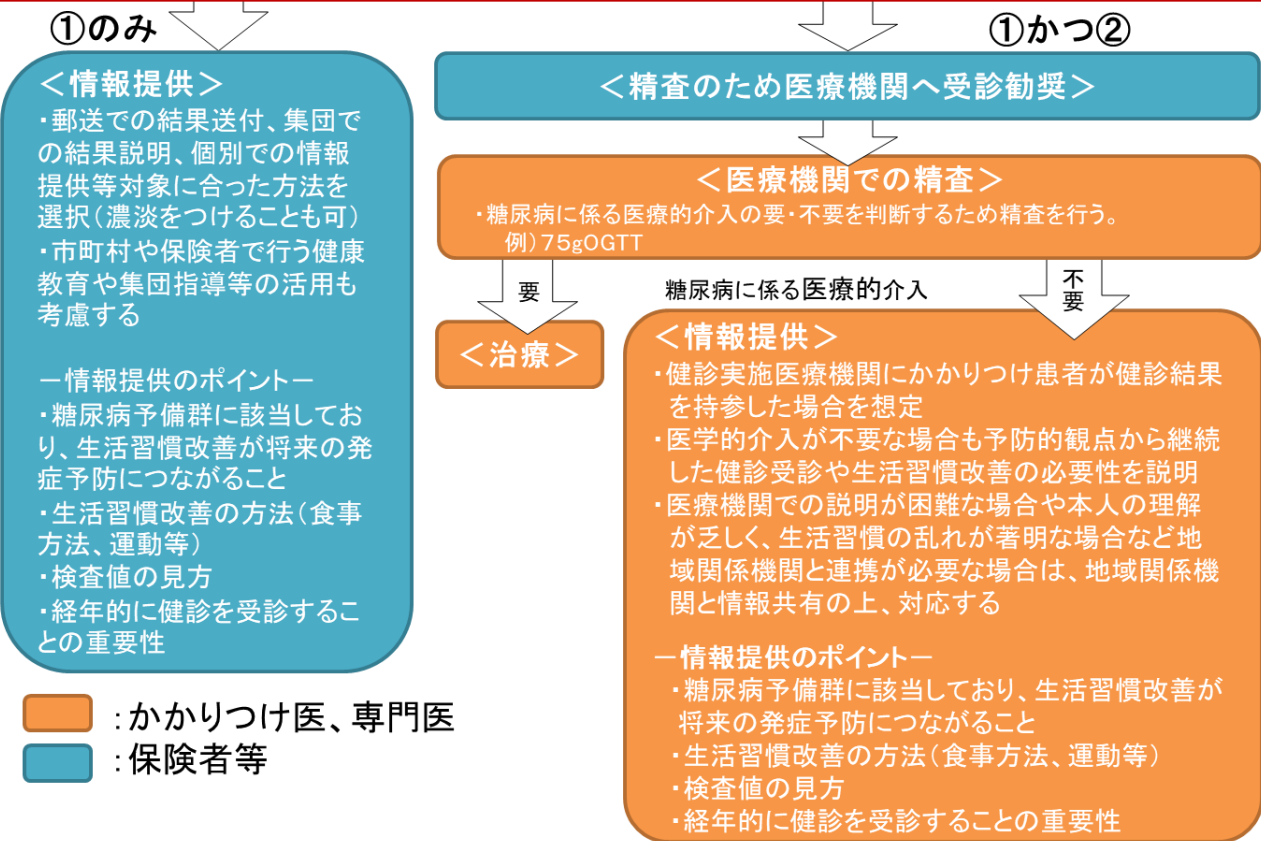 ①のみ
＜情報提供＞
・郵送での結果送付、集団で
の結果説明、個別での情報
提供等対象に合った方法を
選択(濃淡をつけることも可)
・市町村や保険者で行う健康
教育や集団指導等の活用も
考慮する
－情報提供のポイント－
・糖尿病予備群に該当してお
り、生活習慣改善が将来の発
症予防につながること
・生活習慣改善の方法(食事
方法、運動等)
・検査値の見方
・経年的に健診を受診するこ
との重要性
①かつ②
＜精査のため医療機関へ受診勧奨＞
＜医療機関での精査＞
・糖尿病に係る医療的介入の要・不要を判断するため精査を行う。
例)75gOGTT
要
糖尿病に係る医療的介入
不要
＜治療＞
＜情報提供＞
・健診実施医療機関にかかりつけ患者が健診結果
を持参した場合を想定
・医学的介入が不要な場合も予防的観点から継続
した健診受診や生活習慣改善の必要性を説明
・医療機関での説明が困難な場合や本人の理解
が乏しく、生活習慣の乱れが著明な場合など地
域関係機関と連携が必要な場合は、地域関係機
関と情報共有の上、対応する
－情報提供のポイント－
・糖尿病予備群に該当しており、生活習慣改善が
将来の発症予防につながること
・生活習慣改善の方法(食事方法、運動等)
・検査値の見方
・経年的に健診を受診することの重要性
：かかりつけ医、専門医
：保険者等